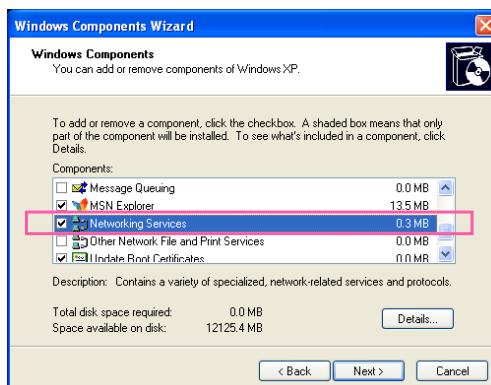 Windows Components Wizard
Windows Components
You can add or remove components of Windows XP.
To add or remove a component, click the checkbox. A shaded box means that only
part of the component will be installed. To see what's included in a component, click
Details.
Components:
Message Queuing 0.0 MB
MSN Explorer 13.5 MB
Networking Services 0.3 MB
Other Network File and Print Services 0.0 MB
Update Root Certificates 0.0 MB
Description: Contains a variety of specialized, network-related services and protocols.
Total disk space required: 0.0 MB
Space available on disk: 12125.4 MB
Details...
< Back Next > Cancel